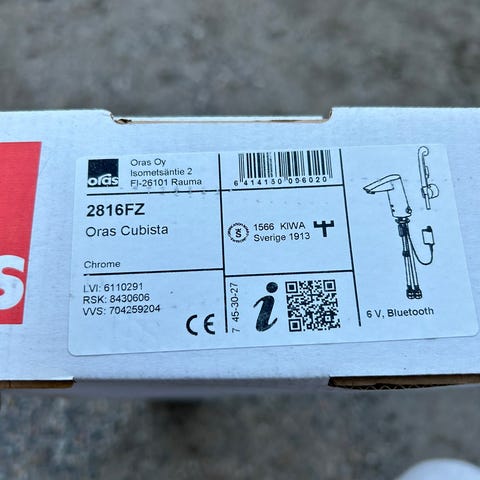 oras
Oras Oy
Isometsäntie 2
FI-26101 Rauma
2816FZ
Oras Cubista
Chrome
LVI: 6110291
RSK: 8430606
VVS: 704259204
CE
6 414150 096020
1566 KIWA
Sverige 1913
7 45-30-27
i
6 V, Bluetooth
s